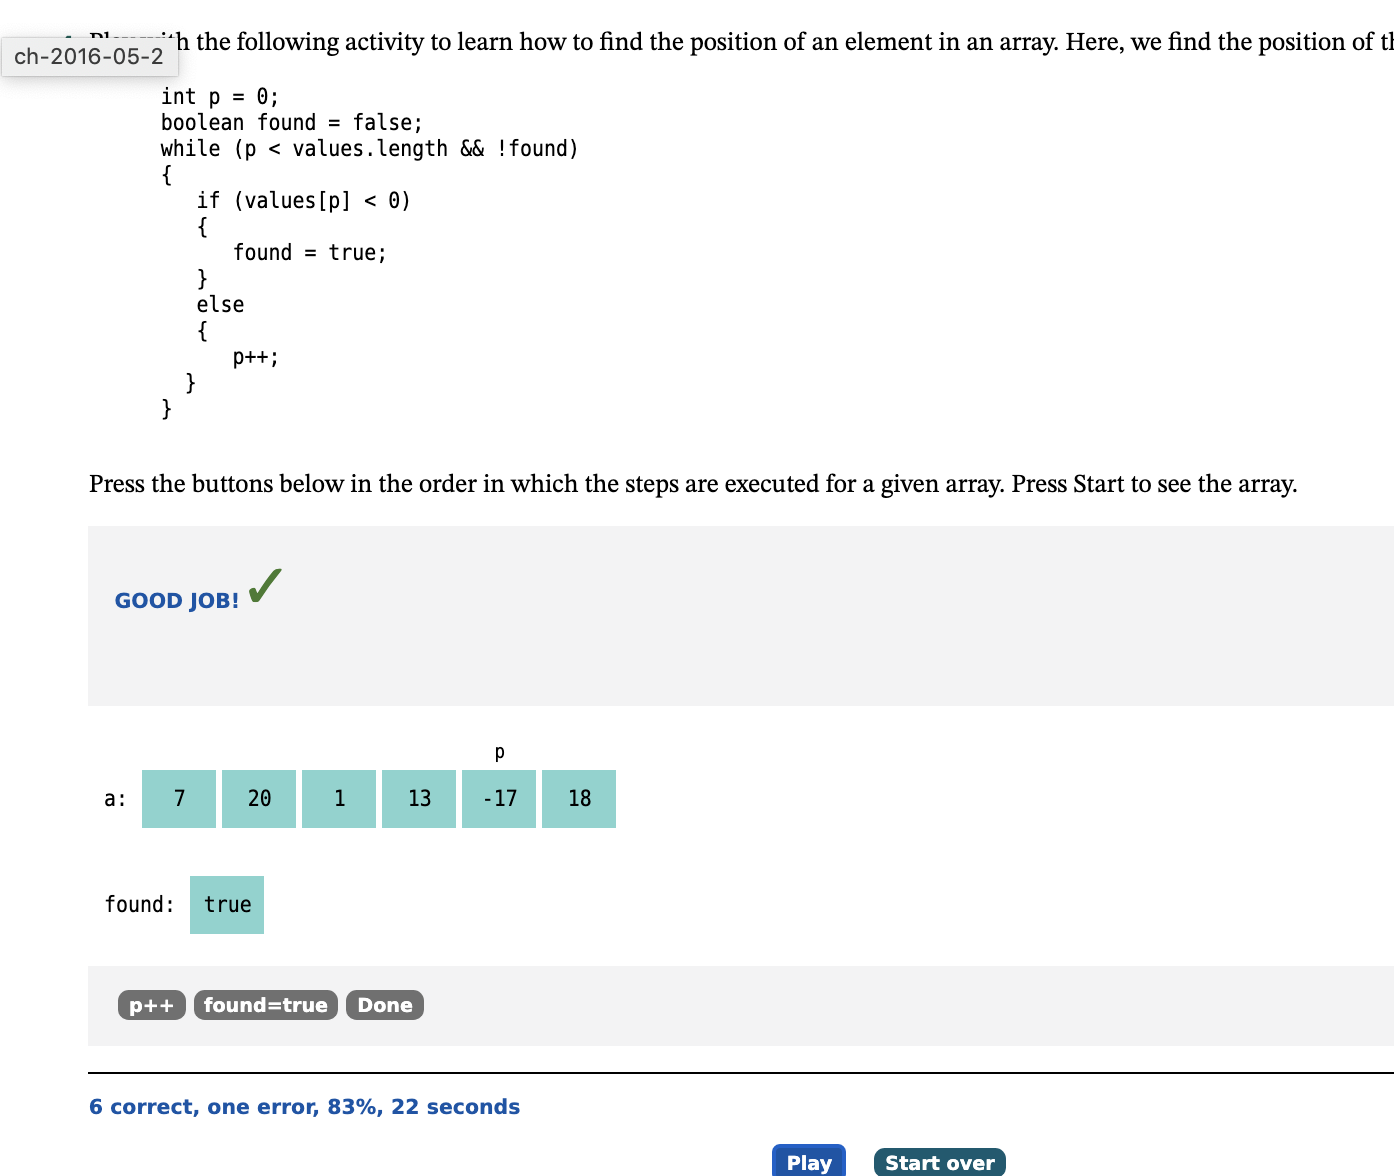 ch-2016-05-2
with the following activity to learn how to find the position of an element in an array. Here, we find the position of
int p = 0;
boolean found = false;
while (p < values.length && !found)
{
   if (values[p] < 0)
   {
      found = true;
   }
   else
   {
      p++;
  }
}
Press the buttons below in the order in which the steps are executed for a given array. Press Start to see the array.
GOOD JOB! ✓
p
a: 7 20 1 13 -17 18
found: true
p++ found=true Done
6 correct, one error, 83%, 22 seconds
Play Start over